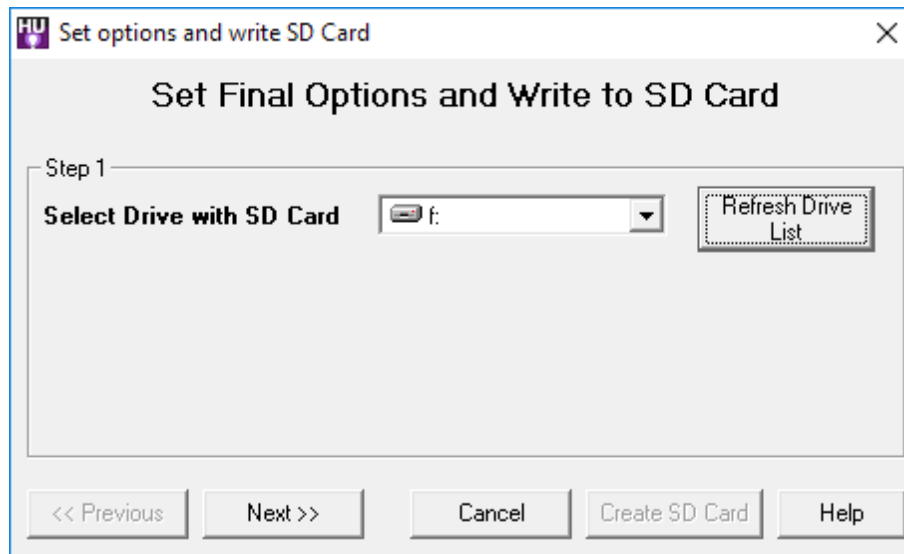 HU
Set options and write SD Card
Set Final Options and Write to SD Card
Step 1
Select Drive with SD Card
f:
Refresh Drive
List
<< Previous
Next >>
Cancel
Create SD Card
Help